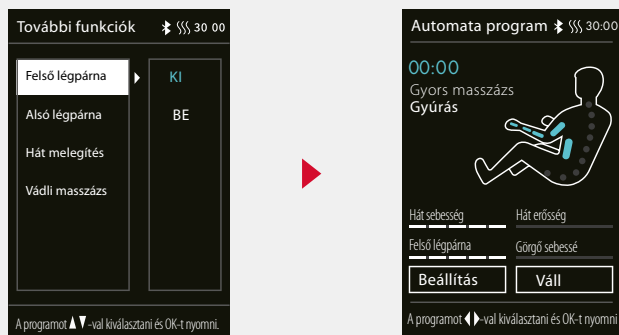 További funkciók 30 00
Felső légpárna KI
Alsó légpárna BE
Hát melegítés
Vádli masszázs
A programot -val kiválasztani és OK-t nyomni.
Automata program 30:00
00:00
Gyors masszázs
Gyúrás
Hát sebesség Hát erősség
Felső légpárna Görgő sebessé
Beállítás Váll
A programot -val kiválasztani és OK-t nyomni